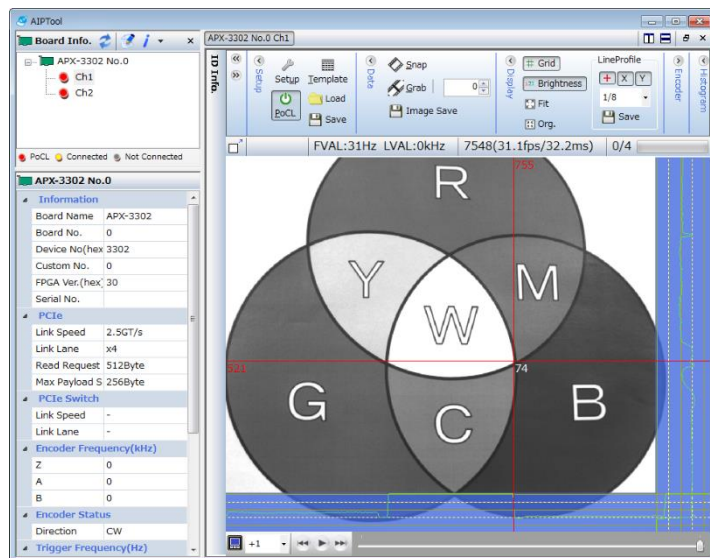 AIPTool
Board Info.
APX-3302 No.0
Ch1
Ch2
PoCL Connected Not Connected
APX-3302 No.0
Information
Board Name APX-3302
Board No. 0
Device No(hex 3302
Custom No. 0
FPGA Ver.(hex) 30
Serial No.
PCIe
Link Speed 2.5GT/s
Link Lane x4
Read Request 512Byte
Max Payload S 256Byte
PCIe Switch
Link Speed -
Link Lane -
Encoder Frequency(kHz)
Z 0
A 0
B 0
Encoder Status
Direction CW
Trigger Frequency(Hz)
APX-3302 No.0 Ch1
ID Info.
Setup
Setup
PoCL
Template
Load
Save
Data
Snap
Grab 0
Image Save
Display
Grid
Brightness
Fit
Org.
LineProfile
+ X Y
1/8
Save
Encoder
Histogram
FVAL:31Hz LVAL:0kHz 7548(31.1fps/32.2ms) 0/4
755
R
Y
M
W
521
74
G
C
B
+1